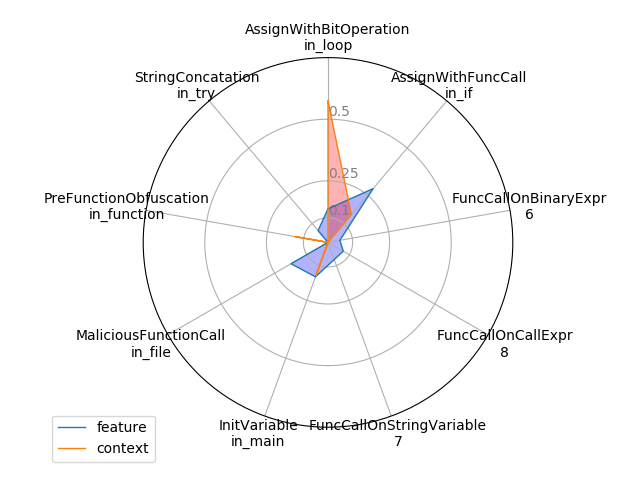 AssignWithBitOperation
in_loop
StringConcatation
in_try
AssignWithFuncCall
in_if
0.5
0.25
0.1
PreFunctionObfuscation
in_function
FuncCallOnBinaryExpr
6
MaliciousFunctionCall
in_file
FuncCallOnCallExpr
8
InitVariable
in_main
FuncCallOnStringVariable
7
feature
context